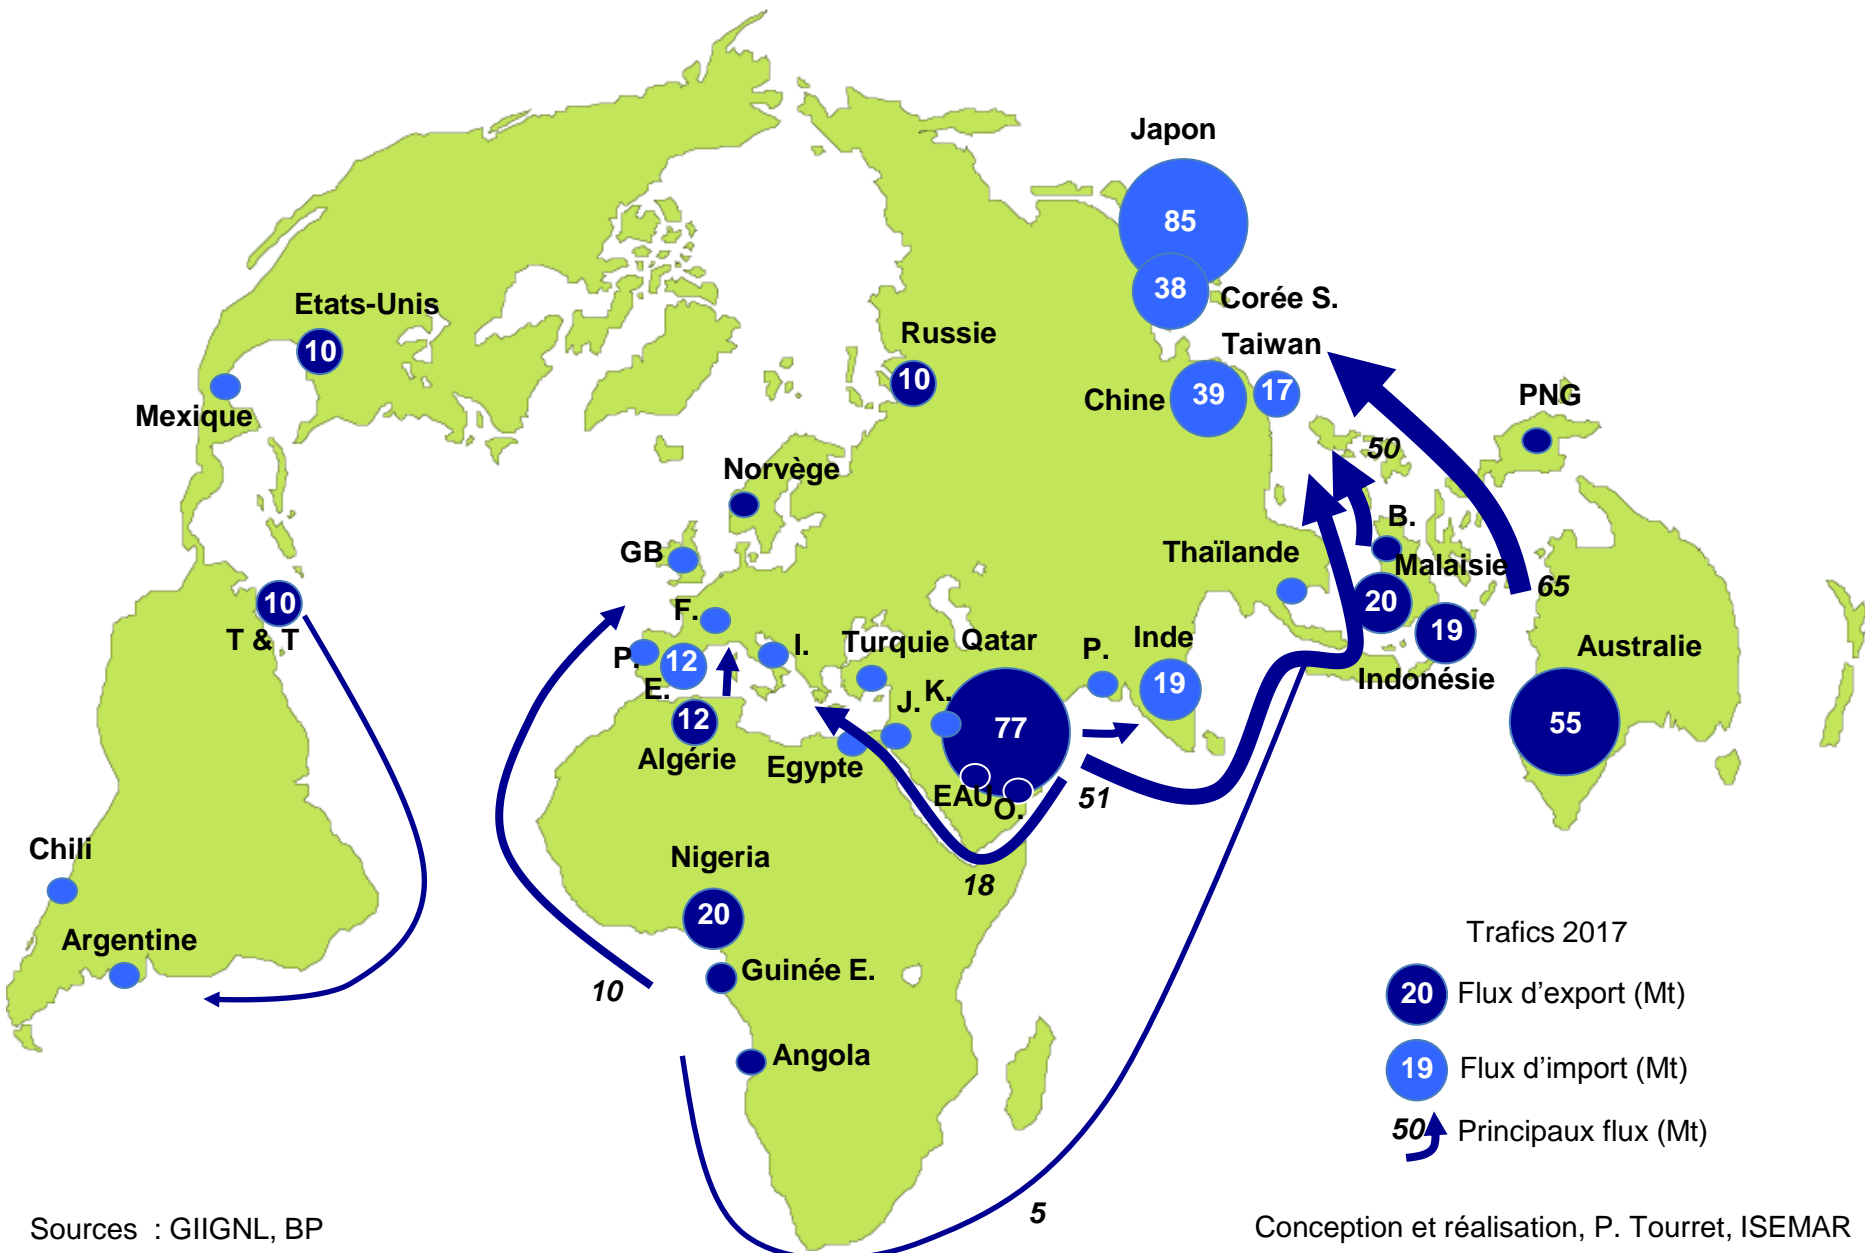 Japon
85
38
Corée S.
Etats-Unis
10
Russie
10
Taiwan
Chine
39
17
PNG
Mexique
50
Norvège
B.
GB
Thaïlande
Malaisie
65
10
T & T
F.
20
19
P.
12
E.
I.
Turquie
Qatar
P.
Inde
19
Indonésie
Australie
J.
K.
12
Algérie
Egypte
77
55
EAU
O.
51
Chili
Nigeria
18
20
Argentine
Guinée E.
10
Angola
5
Trafics 2017
20 Flux d’export (Mt)
19 Flux d’import (Mt)
50 Principaux flux (Mt)
Sources : GIIGNL, BP
Conception et réalisation, P. Tourret, ISEMAR